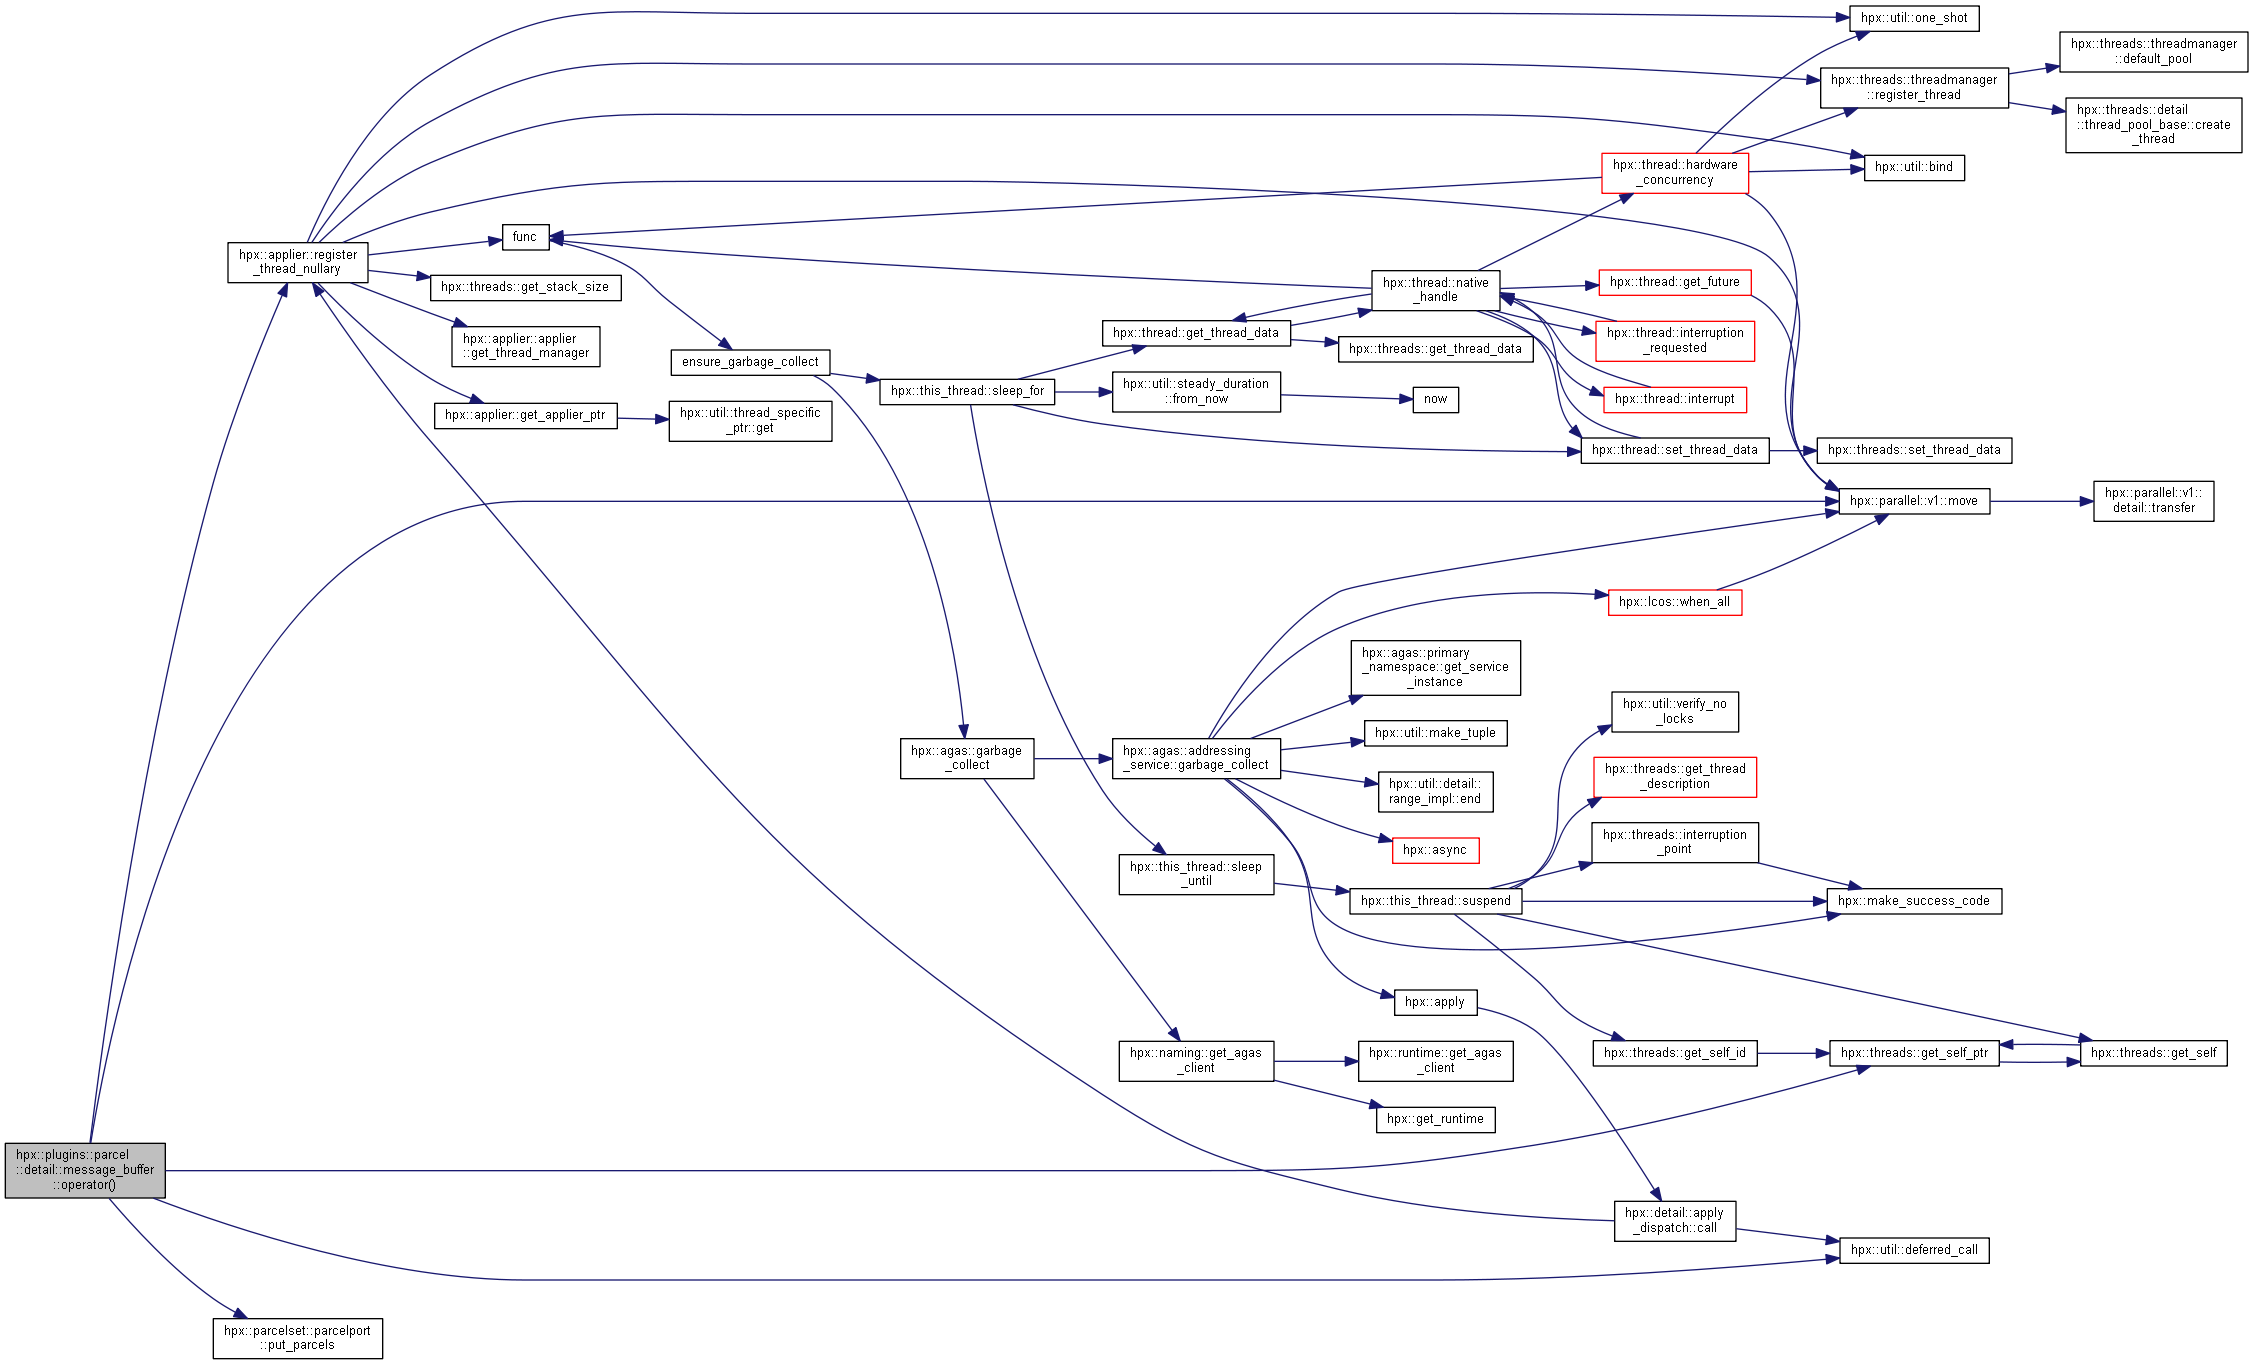 hpx::util::one_shot
hpx::threads::threadmanager
::default_pool
hpx::threads::threadmanager
::register_thread
hpx::threads::detail
::thread_pool_base::create
_thread
hpx::thread::hardware
_concurrency
hpx::util::bind
func
hpx::applier::register
_thread_nullary
hpx::threads::get_stack_size
hpx::thread::native
_handle
hpx::thread::get_future
hpx::applier::applier
::get_thread_manager
hpx::thread::get_thread_data
hpx::thread::interruption
_requested
ensure_garbage_collect
hpx::threads::get_thread_data
hpx::this_thread::sleep_for
hpx::util::steady_duration
::from_now
now
hpx::thread::interrupt
hpx::applier::get_applier_ptr
hpx::util::thread_specific
_ptr::get
hpx::thread::set_thread_data
hpx::threads::set_thread_data
hpx::parallel::v1::move
hpx::parallel::v1::
detail::transfer
hpx::lcos::when_all
hpx::agas::primary
_namespace::get_service
_instance
hpx::util::verify_no
_locks
hpx::util::make_tuple
hpx::agas::garbage
_collect
hpx::agas::addressing
_service::garbage_collect
hpx::threads::get_thread
_description
hpx::util::detail::
range_impl::end
hpx::async
hpx::threads::interruption
_point
hpx::this_thread::sleep
_until
hpx::this_thread::suspend
hpx::make_success_code
hpx::apply
hpx::naming::get_agas
_client
hpx::runtime::get_agas
_client
hpx::threads::get_self_id
hpx::threads::get_self_ptr
hpx::threads::get_self
hpx::get_runtime
hpx::plugins::parcel
::detail::message_buffer
::operator()
hpx::detail::apply
_dispatch::call
hpx::util::deferred_call
hpx::parcelset::parcelport
::put_parcels